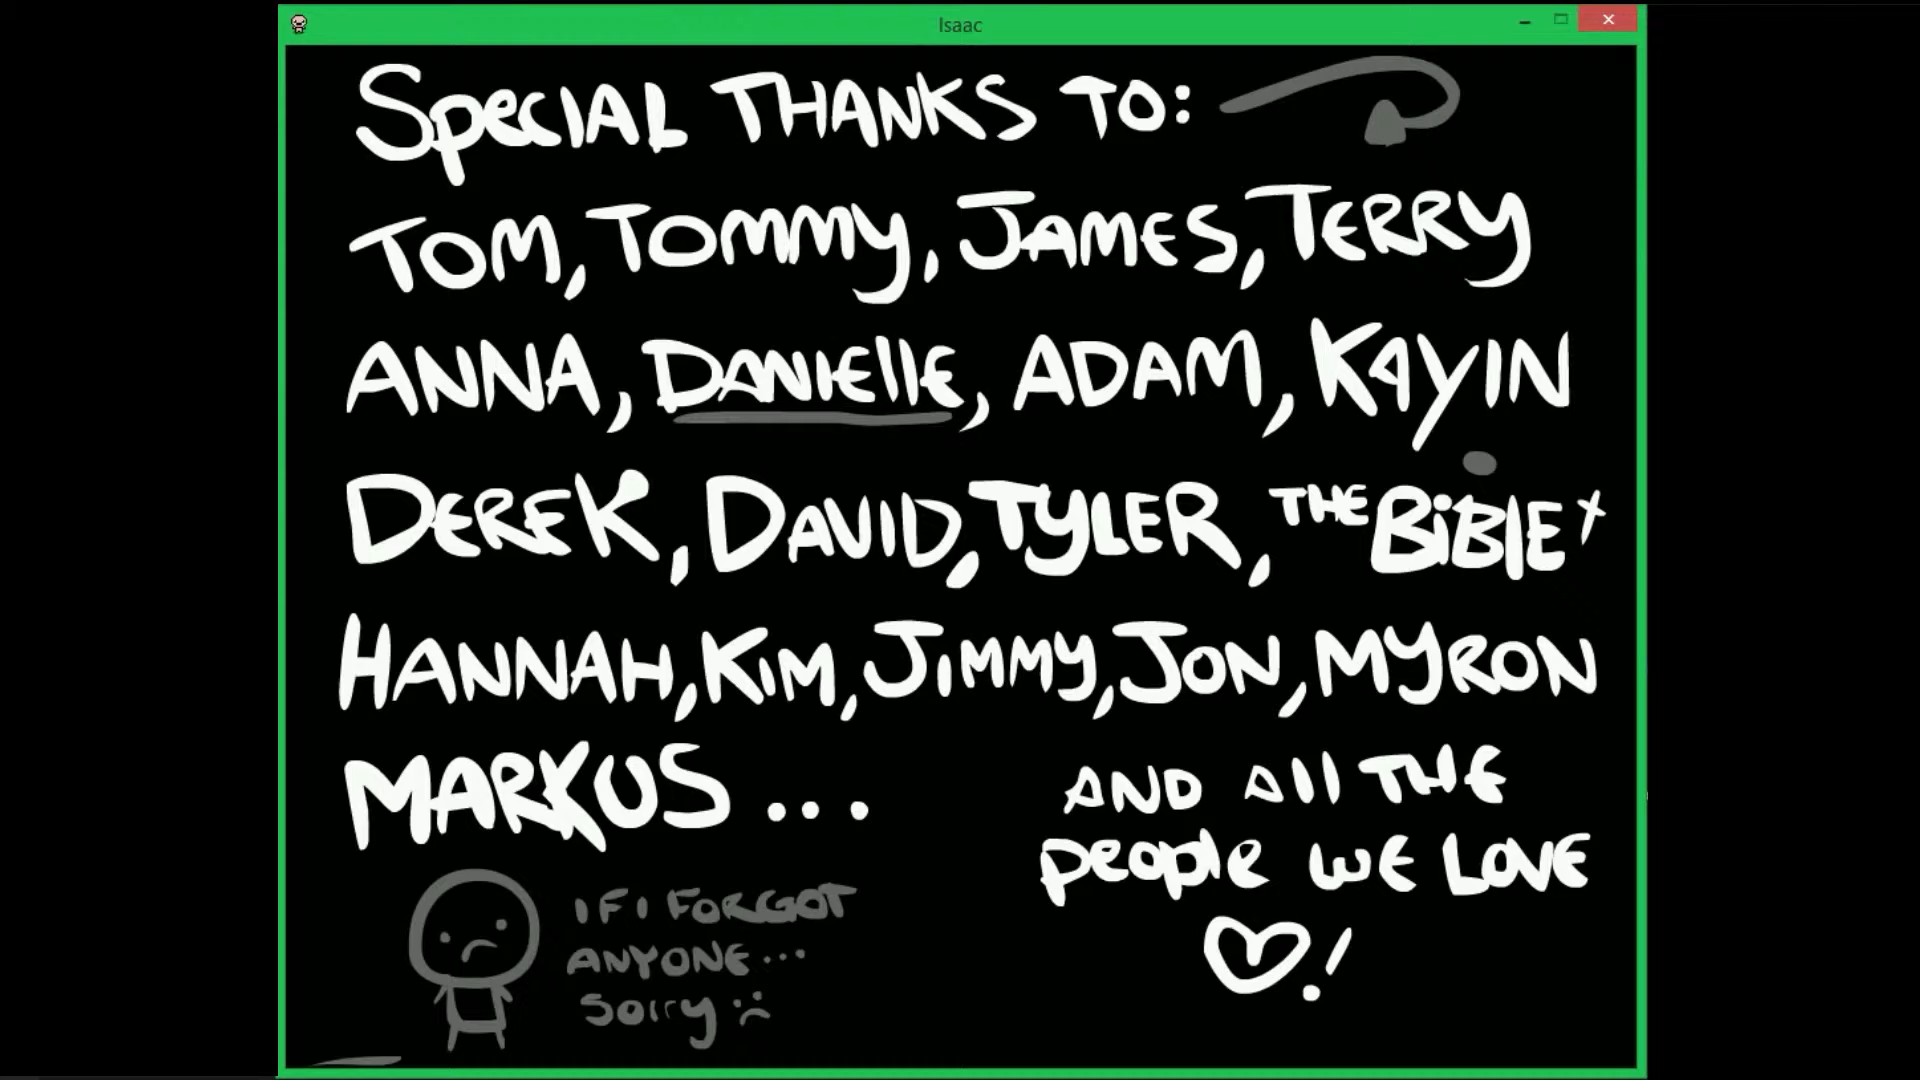 Isaac
SPECIAL THANKS TO:
TOM, TOMMY, JAMES, TERRY
ANNA, DANIELLE, ADAM, KAYIN
DEREK, DAVID, TYLER, THE BIBLE
HANNAH, KIM, JIMMY, JON, MYRON
MARKUS ...
AND ALL THE
PEOPLE WE LOVE
♡!
IF I FORGOT
ANYONE...
SORRY :(